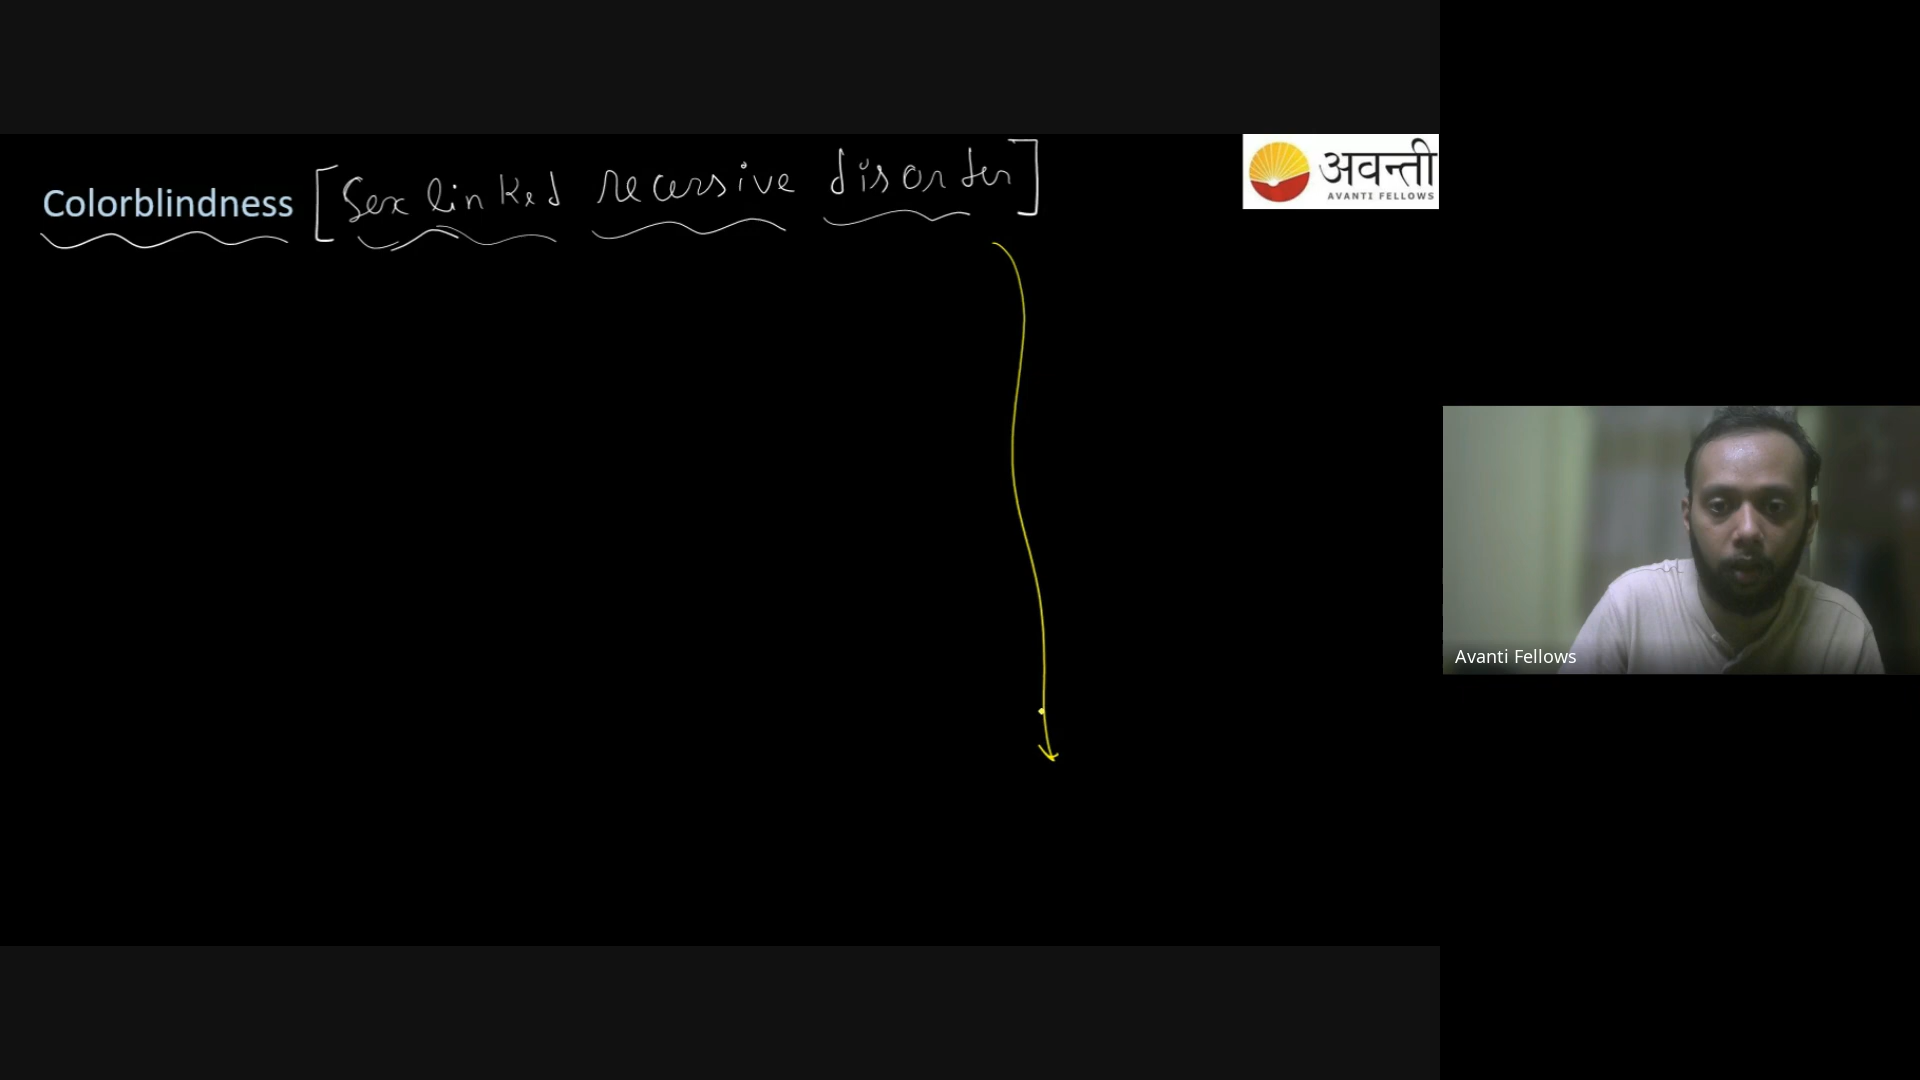 Colorblindness [Sex linked recessive disorder]
अवन्ती
AVANTI FELLOWS
Avanti Fellows